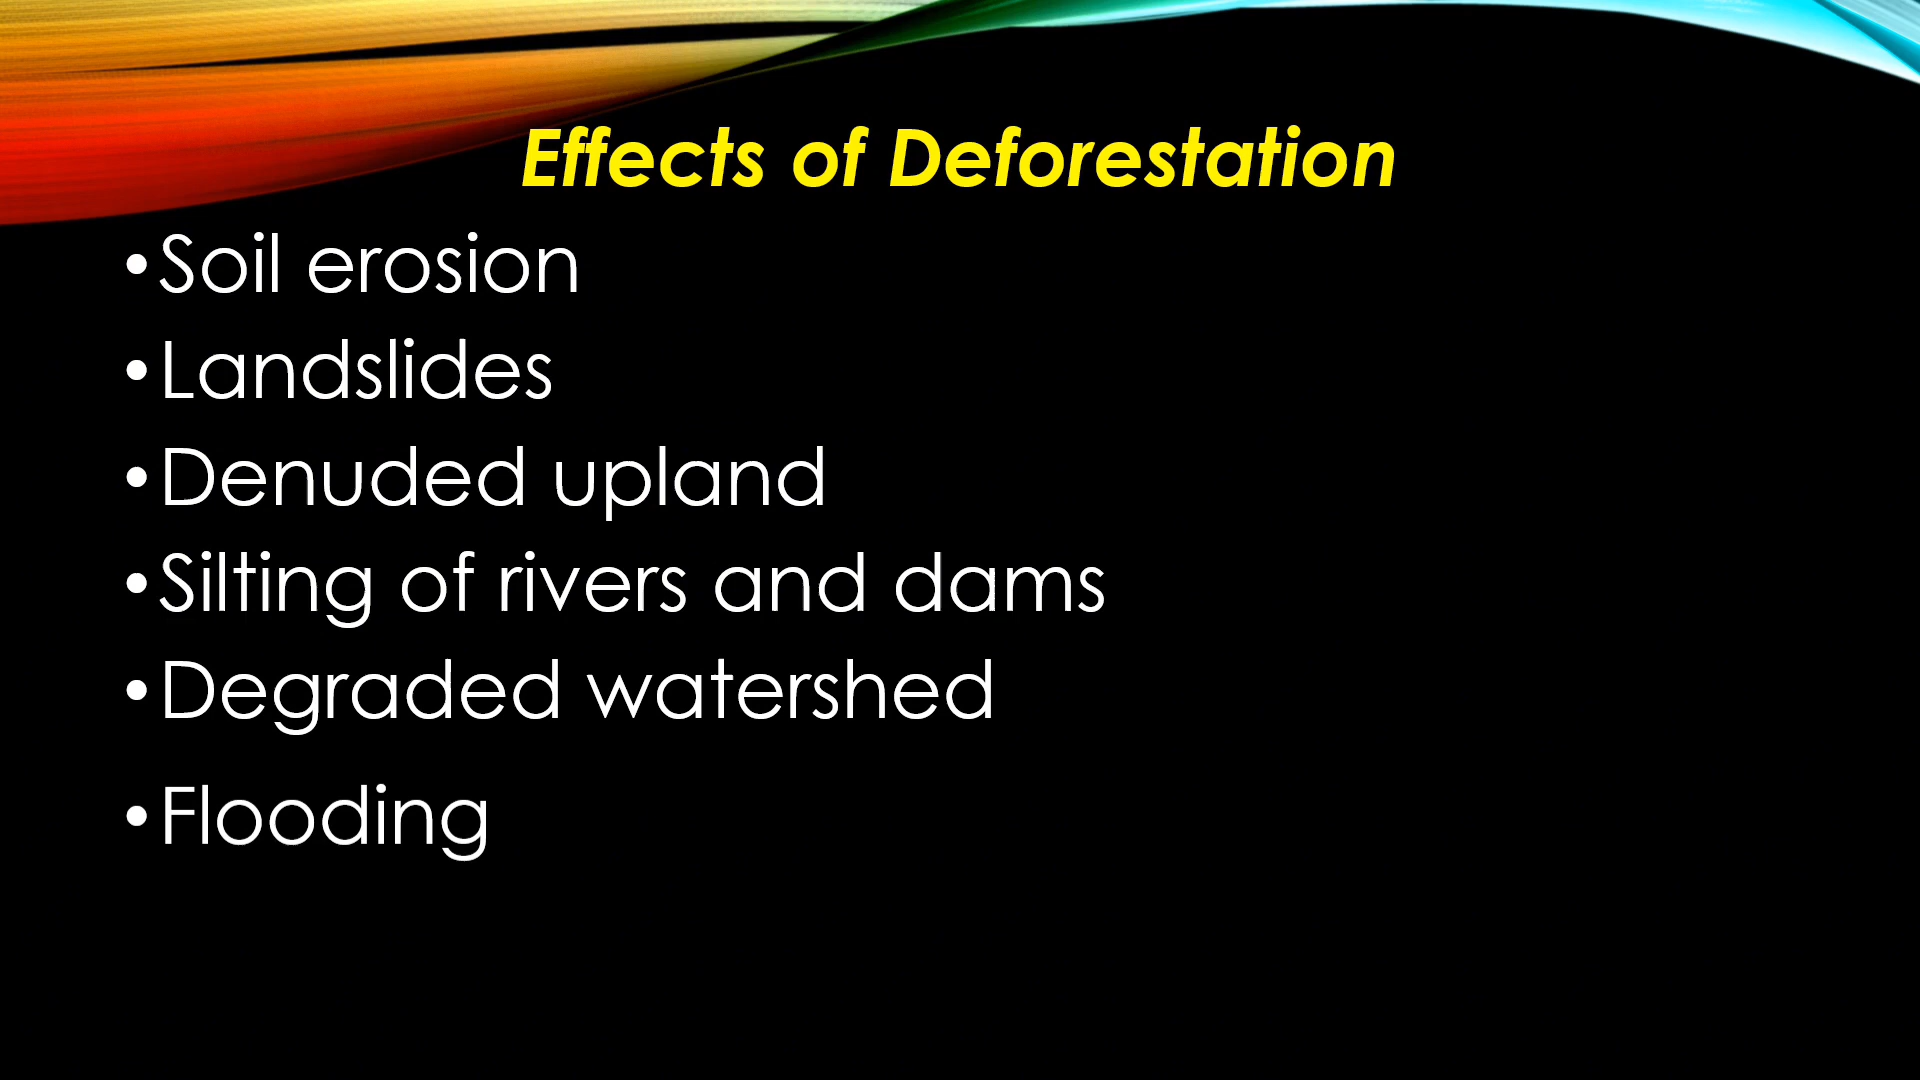 Effects of Deforestation
•Soil erosion
•Landslides
•Denuded upland
•Silting of rivers and dams
•Degraded watershed
•Flooding